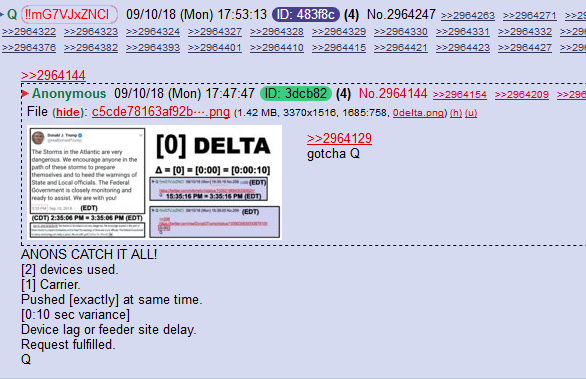 Q !!mG7VJxZNCI 09/10/18 (Mon) 17:53:13 ID: 483f8c (4) No.2964247 >>2964263 >>2964271
>>2964322 >>2964323 >>2964324 >>2964327 >>2964328 >>2964329 >>2964330 >>2964331 >>2964332
>>2964376 >>2964382 >>2964393 >>2964401 >>2964410 >>2964415 >>2964421 >>2964423 >>2964427
>>2964144
Anonymous 09/10/18 (Mon) 17:47:47 ID: 3dcb82 (4) No.2964144 >>2964154 >>2964209
File (hide): c5cde78163af92b⋯.png (1.42 MB, 3370x1516, 1685:758, 0delta.png) (h) (u)
Donald J. Trump
The Storms in the Atlantic are very
dangerous. We encourage anyone in the
path of these storms to prepare
themselves and to heed the warnings of
State and Local officials. The Federal
Government is closely monitoring and
ready to assist. We are with you!
(EDT)
(CDT) 2:35:06 PM = 3:35:06 PM (EDT)
[0] DELTA
Δ = [0] = [0:00] = [0:00:10]
(EDT)
15:35:16 PM = 3:35:16 PM (EDT)
(EDT)
>>2964129
gotcha Q
ANONS CATCH IT ALL!
[2] devices used.
[1] Carrier.
Pushed [exactly] at same time.
[0:10 sec variance]
Device lag or feeder site delay.
Request fulfilled.
Q